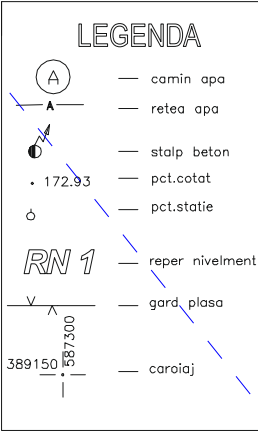 LEGENDA
A — camin apa
A — retea apa
— stalp beton
172.93 — pct.cotat
— pct.statie
RN 1 — reper nivelment
— gard plasa
587300
389150 — caroiaj